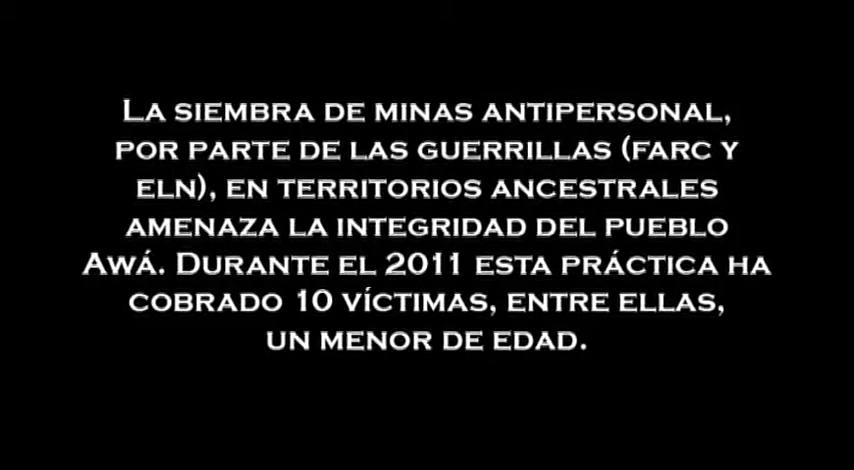 La siembra de minas antipersonal,
por parte de las guerrillas (farc y
eln), en territorios ancestrales
amenaza la integridad del pueblo
Awá. Durante el 2011 esta práctica ha
cobrado 10 víctimas, entre ellas,
un menor de edad.